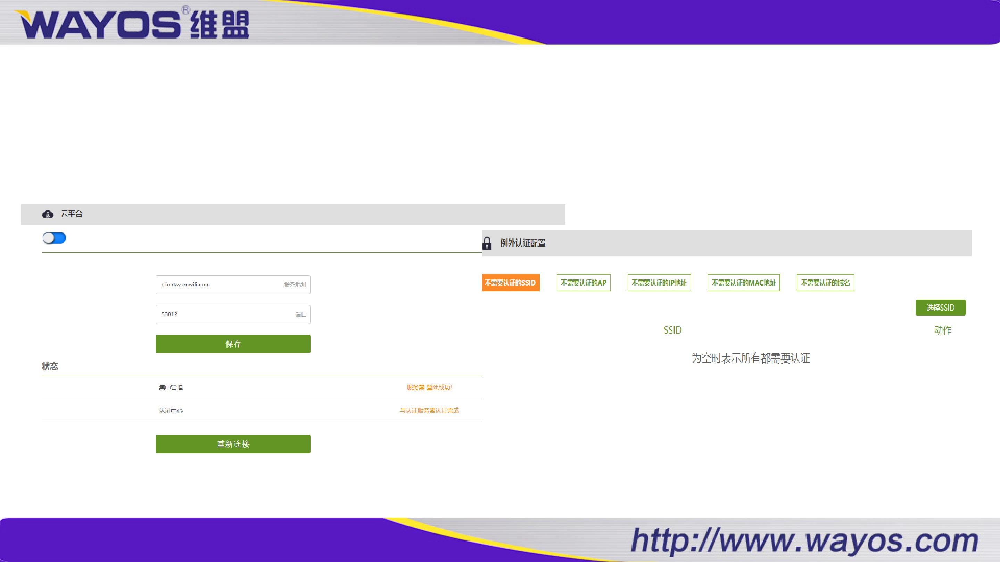 WAYOS®维盟
云平台
client.wamwifi.com 服务地址
58812 端口
保存
状态
集中管理 服务器 登陆成功!
认证中心 与认证服务器认证完成
重新连接
例外认证配置
不需要认证的SSID 不需要认证的AP 不需要认证的IP地址 不需要认证的MAC地址 不需要认证的域名
选择SSID
SSID 动作
为空时表示所有都需要认证
http://www.wayos.com